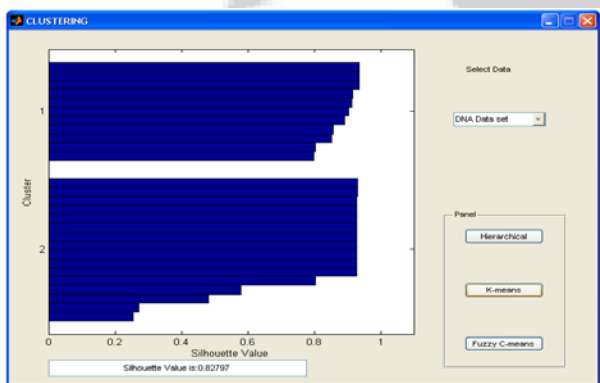 CLUSTERING
Select Data
DNA Data set
Cluster
1
2
0 0.2 0.4 0.6 0.8 1
Silhouette Value
Silhouette Value is:0.82797
Panel
Hierarchical
K-means
Fuzzy C-means